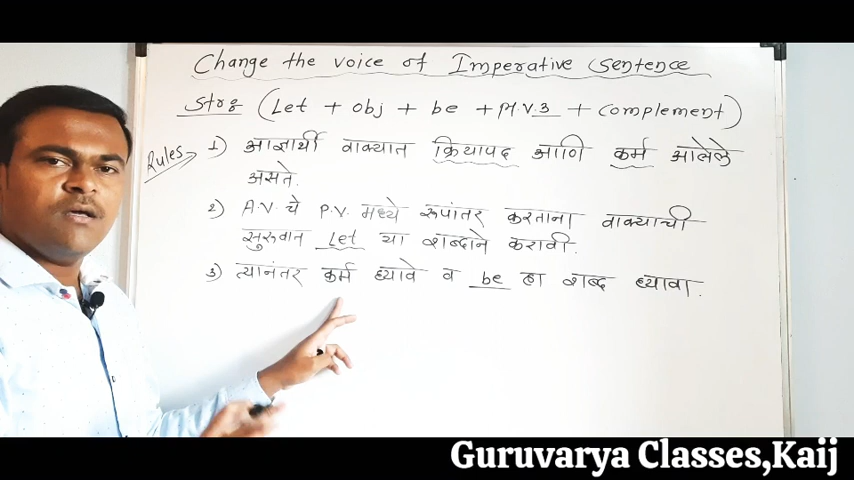 Change the voice of Imperative Sentence
Str: (Let + obj + be + M.V.3 + complement)
Rules 1) आज्ञार्थी वाक्यात क्रियापद आणि कर्म आलेले
असते.
2) A.V. चे P.V. मध्ये रूपांतर करताना वाक्याची
सुरुवात Let या शब्दाने करावी.
3) त्यानंतर कर्म घ्यावे व be हा शब्द घ्यावा.
Guruvarya Classes,Kaij